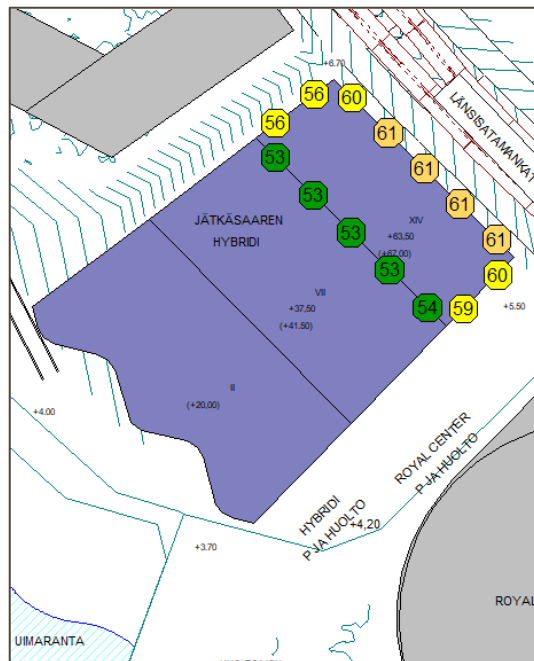 +6.70
LÄNSISATAMANKAT
56
60
56
61
53
61
53
61
JÄTKÄSAAREN
HYBRIDI
XIV
+63,50
(+67.00)
53
61
53
60
VII
+37,50
(+41.50)
54
59
+5.50
II
(+20,00)
+4.00
ROYAL CENTER
P JA HUOLTO
HYBRIDI
P JA HUOLTO
+4,20
+3.70
ROYAL
UIMARANTA